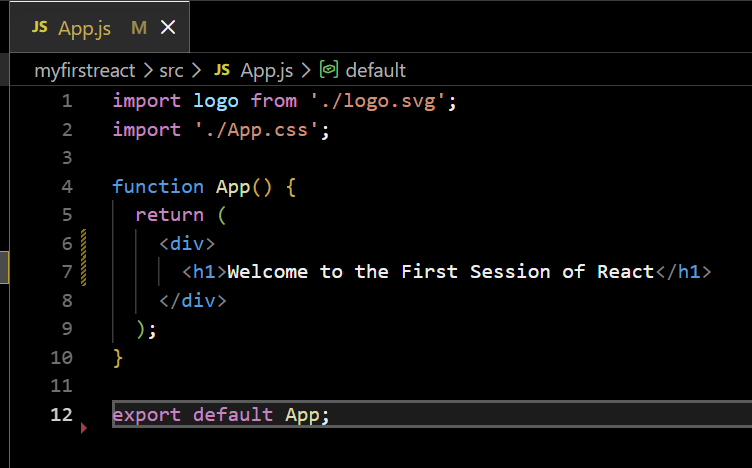 JS App.js M ×
myfirstreact > src > JS App.js > default
1 import logo from './logo.svg';
2 import './App.css';
3
4 function App() {
5   return (
6     <div>
7       <h1>Welcome to the First Session of React</h1>
8     </div>
9   );
10 }
11
12 export default App;